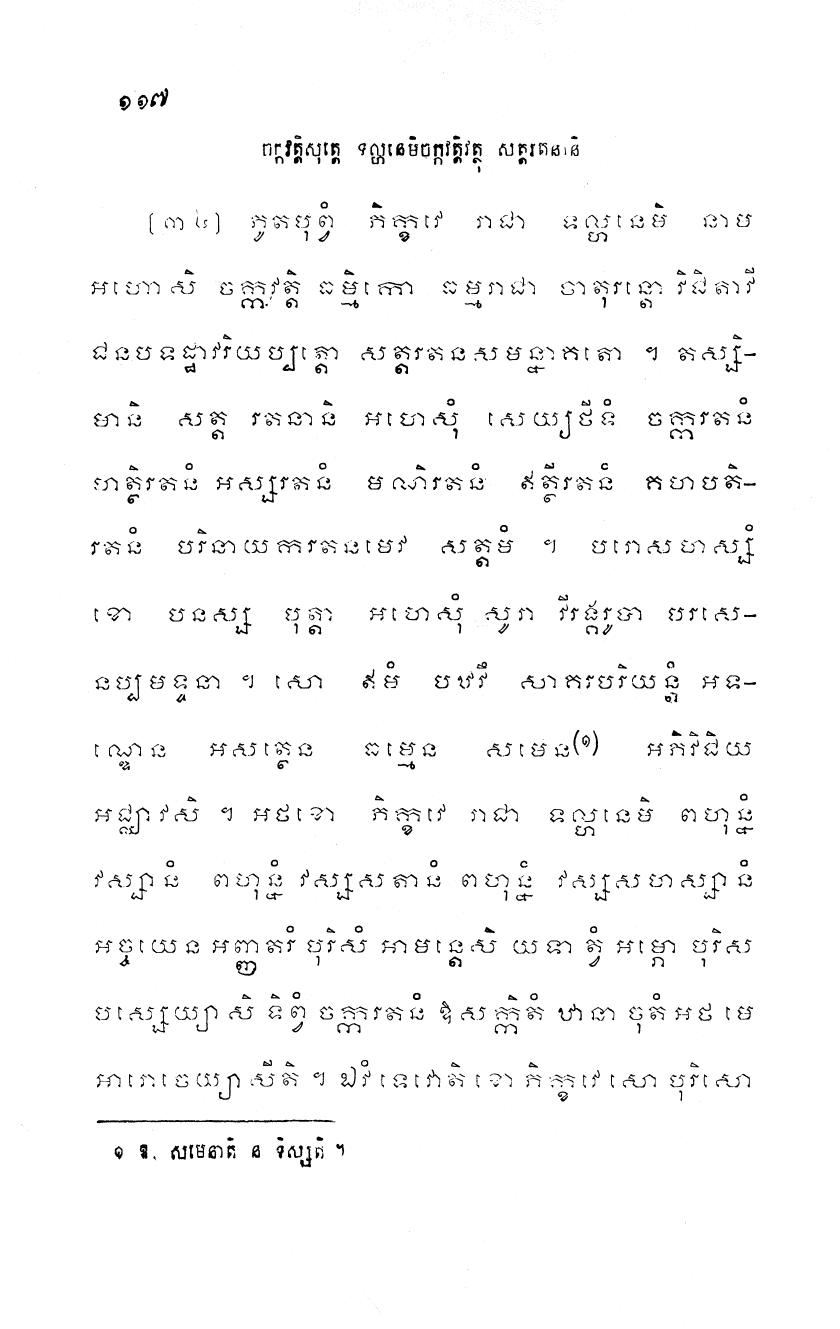 ១១៧
ចក្កវត្តិសុត្តេ ទឡ្ហនេមិចក្កវត្តិវត្ថុ សត្តរតនានិ
[៣៤] ភូតបុព្វំ ភិក្ខវេ រាជា ទឡ្ហនេមិ នាម
អហោសិ ចក្កវត្តិ ធម្មិកោ ធម្មរាជា ចាតុរន្តោ វិជិតាវី
ជនបទដ្ឋាវរិយប្បត្តោ សត្តរតនសមន្នាគតោ ។ តស្សិ-
មានិ សត្ត រតនានិ អហេសុំ សេយ្យថីទំ ចក្ករតនំ
ហត្ថិរតនំ អស្សរតនំ មណិរតនំ ឥត្ថីរតនំ គហបតិ-
រតនំ បរិនាយករតនមេវ សត្តមំ ។ បរោសហស្សំ
ខោ បនស្ស បុត្តា អហេសុំ សូរា វីរង្គរូបា បរសេ-
នប្បមទ្ទនា ។ សោ ឥមំ បឋវឹ សាគរបរិយន្តំ អទ-
ណ្ឌេន អសត្ថេន ធម្មេន សមេន(១) អភិវិជិយ
អជ្ឈាវសិ ។ អថខោ ភិក្ខវេ រាជា ទឡ្ហនេមិ ពហុន្នំ
វស្សានំ ពហុន្នំ វស្សសតានំ ពហុន្នំ វស្សសហស្សានំ
អច្ចយេន អញ្ញតរំ បុរិសំ អាមន្តេសិ យទា ត្វំ អម្ភោ បុរិស
បស្សេយ្យាសិ ទិព្វំ ចក្ករតនំ ឱសក្កិតំ ឋានា ចុតំ អថ មេ
អារោចេយ្យាសីតិ ។ ឯវំ ទេវោតិ ខោ ភិក្ខវេ សោ បុរិសោ
១ ឱ. សមេនាតិ ន ទិស្សតិ ។